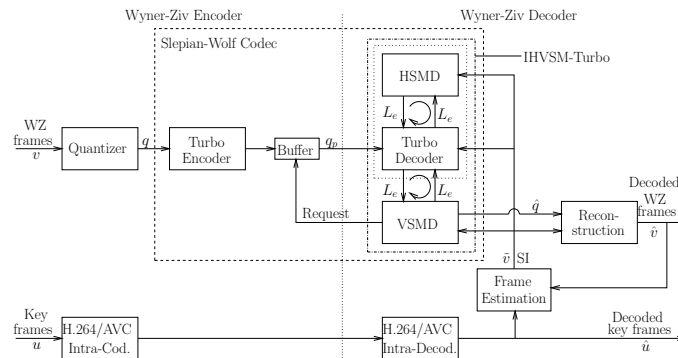 Wyner-Ziv Encoder
Wyner-Ziv Decoder
Slepian-Wolf Codec
IHVSM-Turbo
HSMD
L_e
L_e
WZ
frames
v
Quantizer
q
Turbo
Encoder
Buffer
q_p
Turbo
Decoder
L_e
L_e
Request
VSMD
q̂
Recon-
struction
Decoded
WZ
frames
v̂
ṽ SI
Frame
Estimation
Key
frames
u
H.264/AVC
Intra-Cod.
H.264/AVC
Intra-Decod.
Decoded
key frames
û